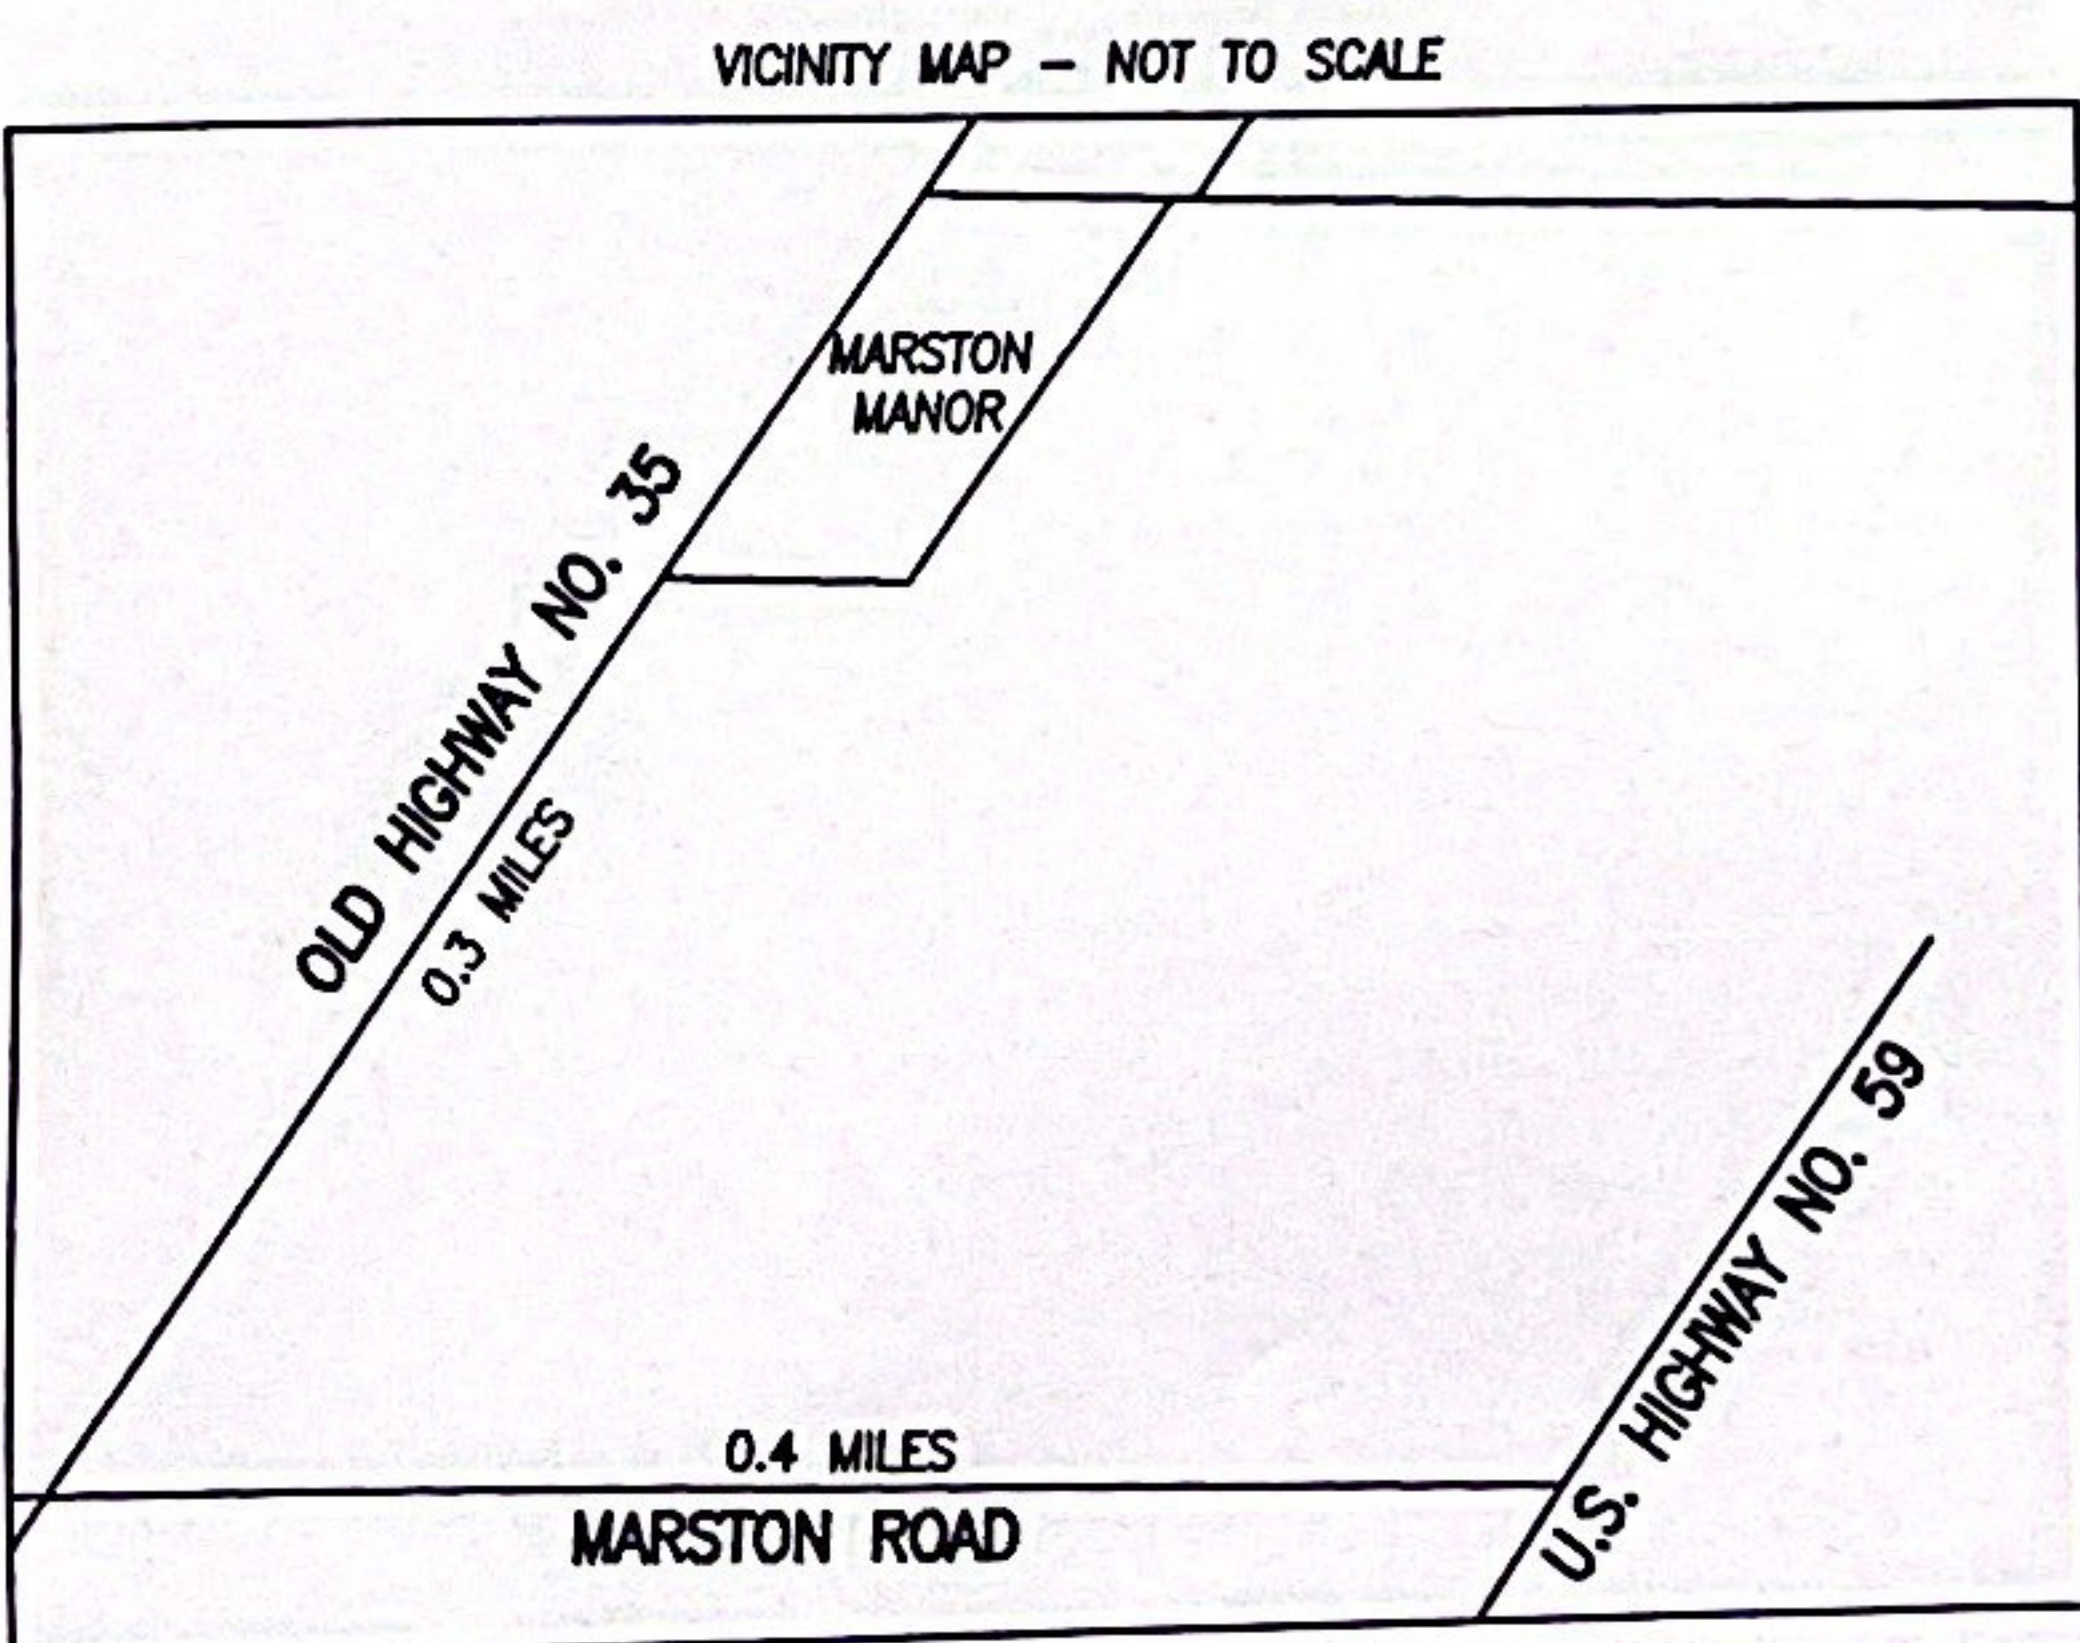 VICINITY MAP – NOT TO SCALE
MARSTON
MANOR
OLD HIGHWAY NO. 35
0.3 MILES
U.S. HIGHWAY NO. 59
0.4 MILES
MARSTON ROAD